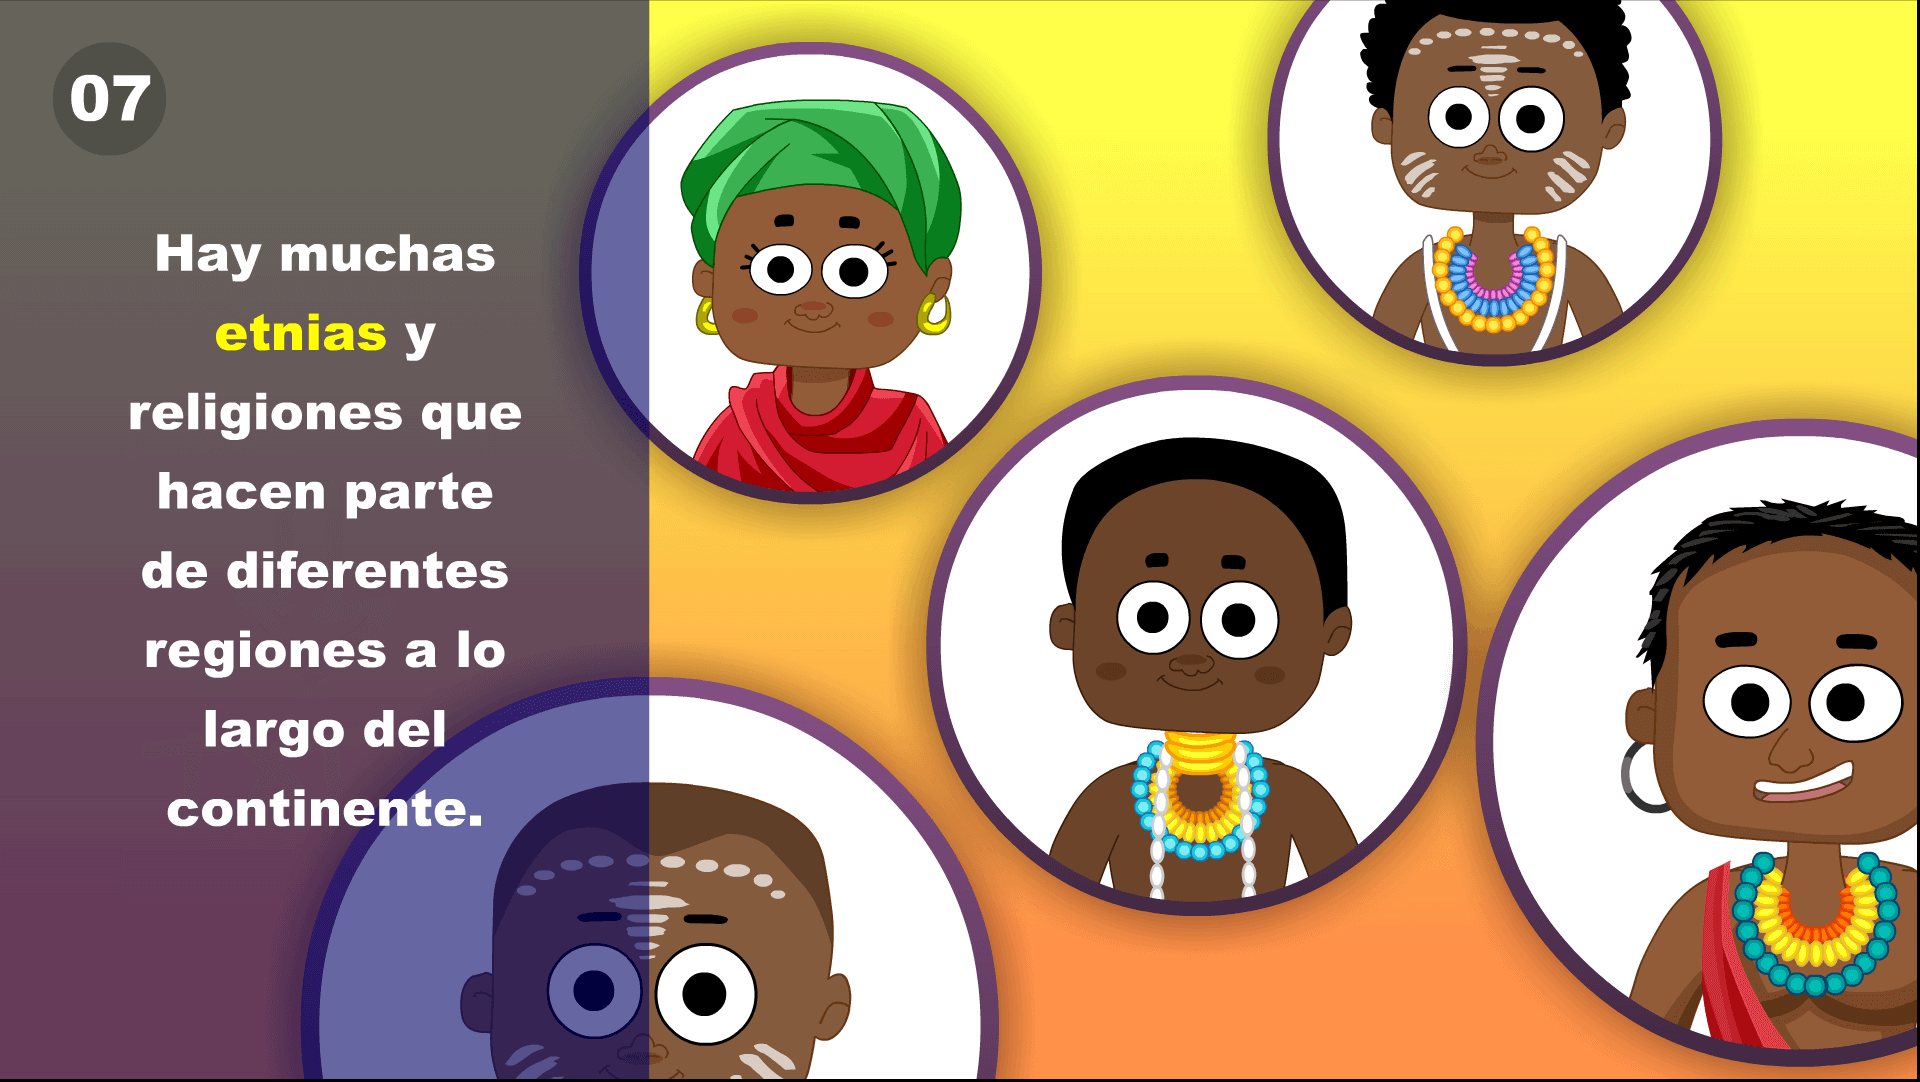 07
Hay muchas
etnias y
religiones que
hacen parte
de diferentes
regiones a lo
largo del
continente.